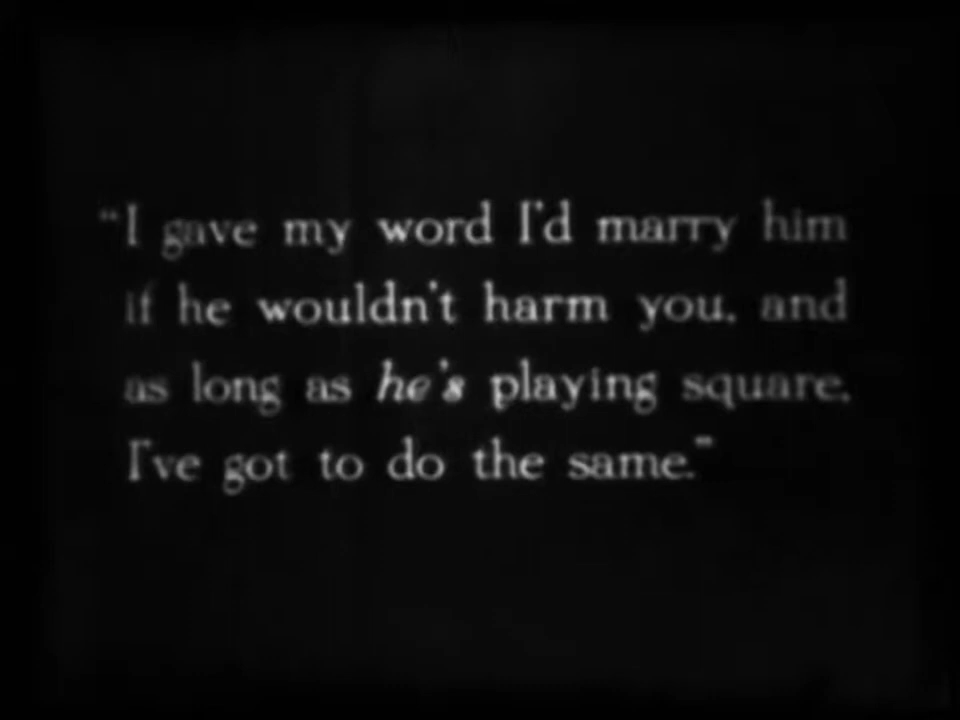 “I gave my word I'd marry him
if he wouldn't harm you, and
as long as he's playing square,
I've got to do the same.”